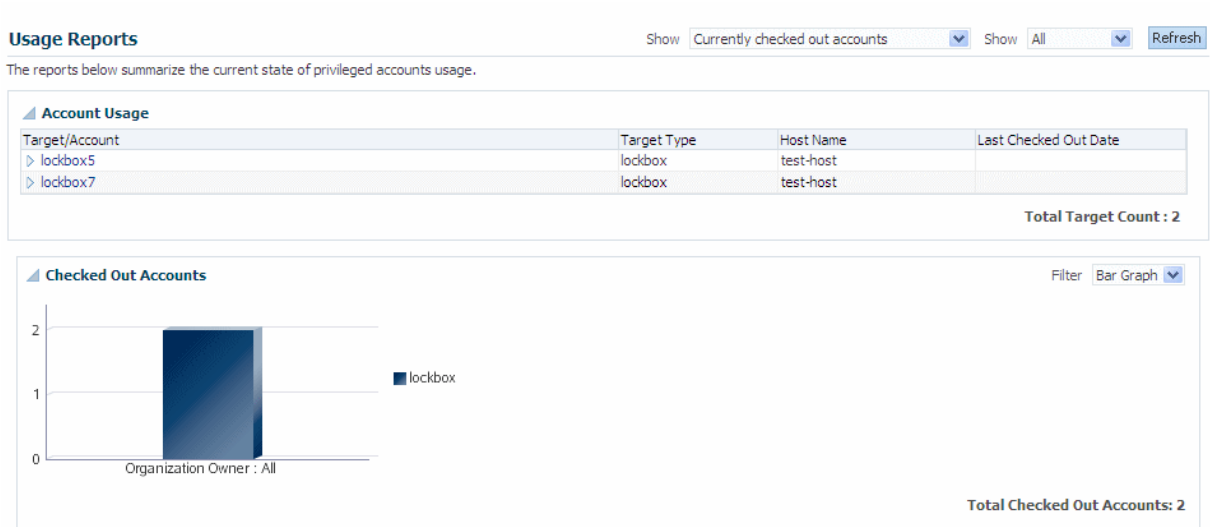 Usage Reports Show Currently checked out accounts Show All Refresh
The reports below summarize the current state of privileged accounts usage.
Account Usage
Target/Account Target Type Host Name Last Checked Out Date
lockbox5 lockbox test-host
lockbox7 lockbox test-host
Total Target Count : 2
Checked Out Accounts Filter Bar Graph
2
lockbox
1
0
Organization Owner : All
Total Checked Out Accounts: 2